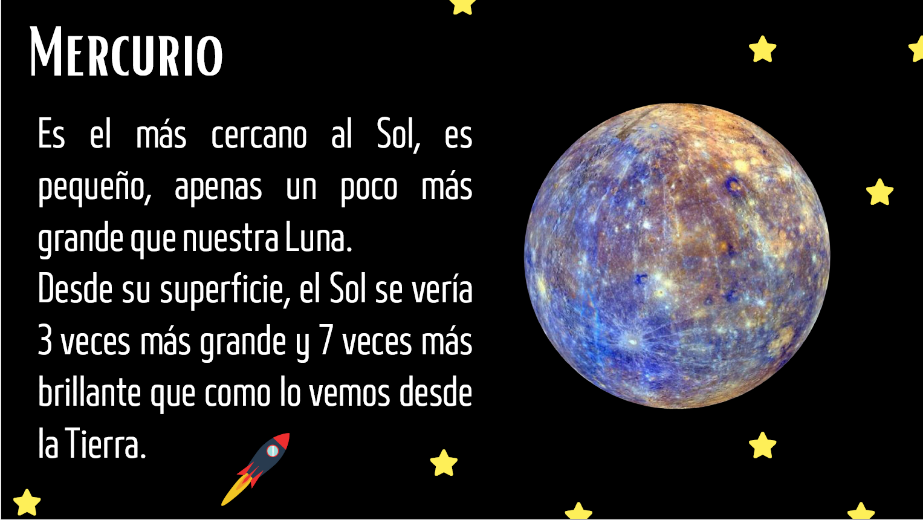 Mercurio
Es el más cercano al Sol, es
pequeño, apenas un poco más
grande que nuestra Luna.
Desde su superficie, el Sol se vería
3 veces más grande y 7 veces más
brillante que como lo vemos desde
la Tierra.